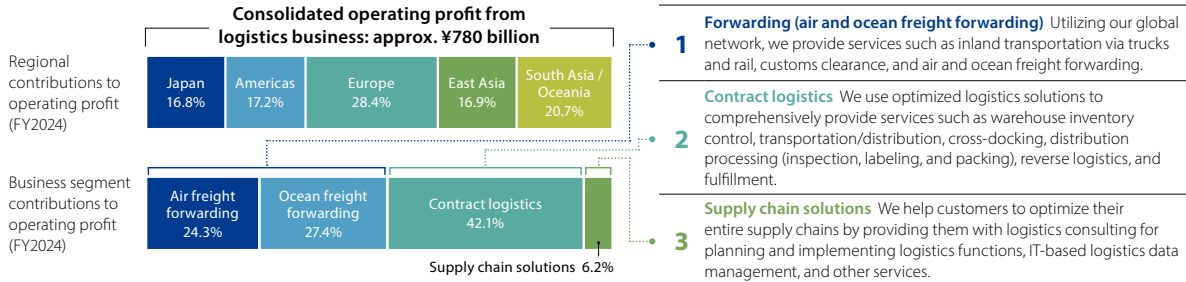 Consolidated operating profit from
logistics business: approx. ¥780 billion
Regional
contributions to
operating profit
(FY2024)
Japan
16.8%
Americas
17.2%
Europe
28.4%
East Asia
16.9%
South Asia /
Oceania
20.7%
Business segment
contributions to
operating profit
(FY2024)
Air freight
forwarding
24.3%
Ocean freight
forwarding
27.4%
Contract logistics
42.1%
Supply chain solutions 6.2%
1
Forwarding (air and ocean freight forwarding) Utilizing our global
network, we provide services such as inland transportation via trucks
and rail, customs clearance, and air and ocean freight forwarding.
2
Contract logistics We use optimized logistics solutions to
comprehensively provide services such as warehouse inventory
control, transportation/distribution, cross-docking, distribution
processing (inspection, labeling, and packing), reverse logistics, and
fulfillment.
3
Supply chain solutions We help customers to optimize their
entire supply chains by providing them with logistics consulting for
planning and implementing logistics functions, IT-based logistics data
management, and other services.